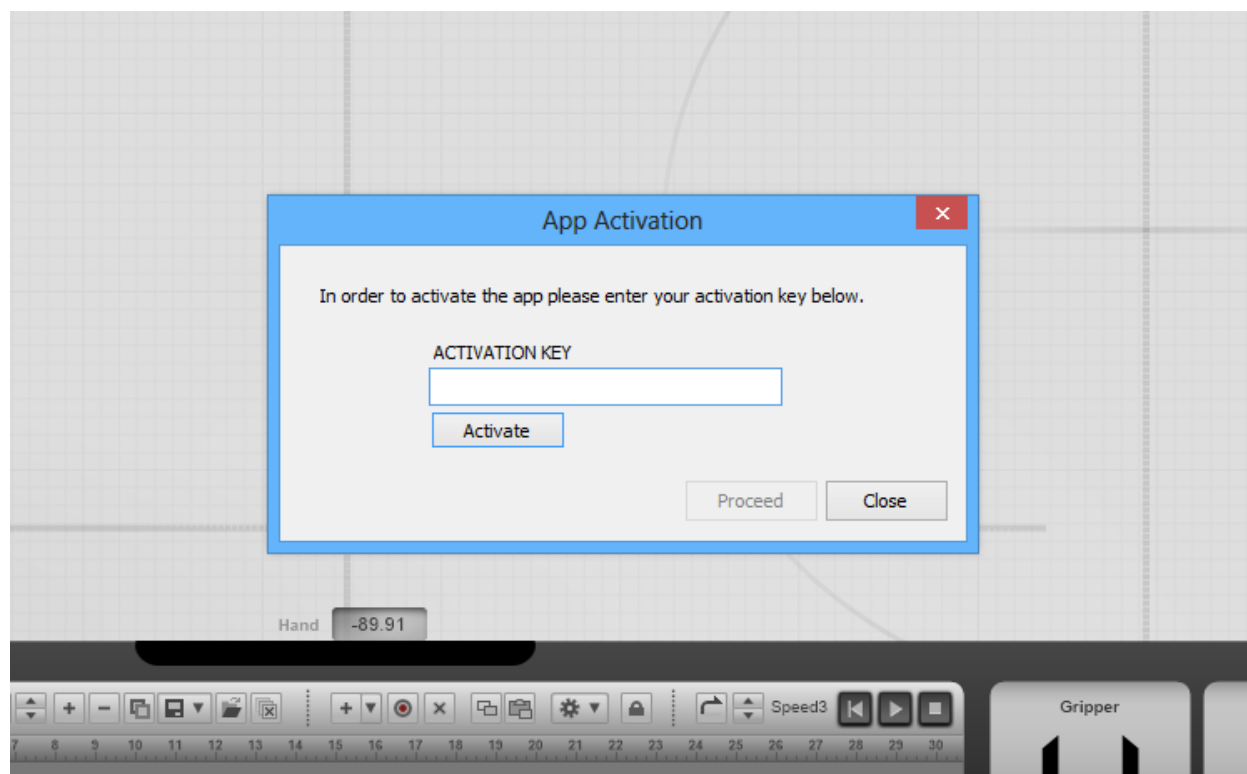 App Activation
In order to activate the app please enter your activation key below.
ACTIVATION KEY
Activate
Proceed Close
Hand -89.91
Speed3
Gripper
7 8 9 10 11 12 13 14 15 16 17 18 19 20 21 22 23 24 25 26 27 28 29 30